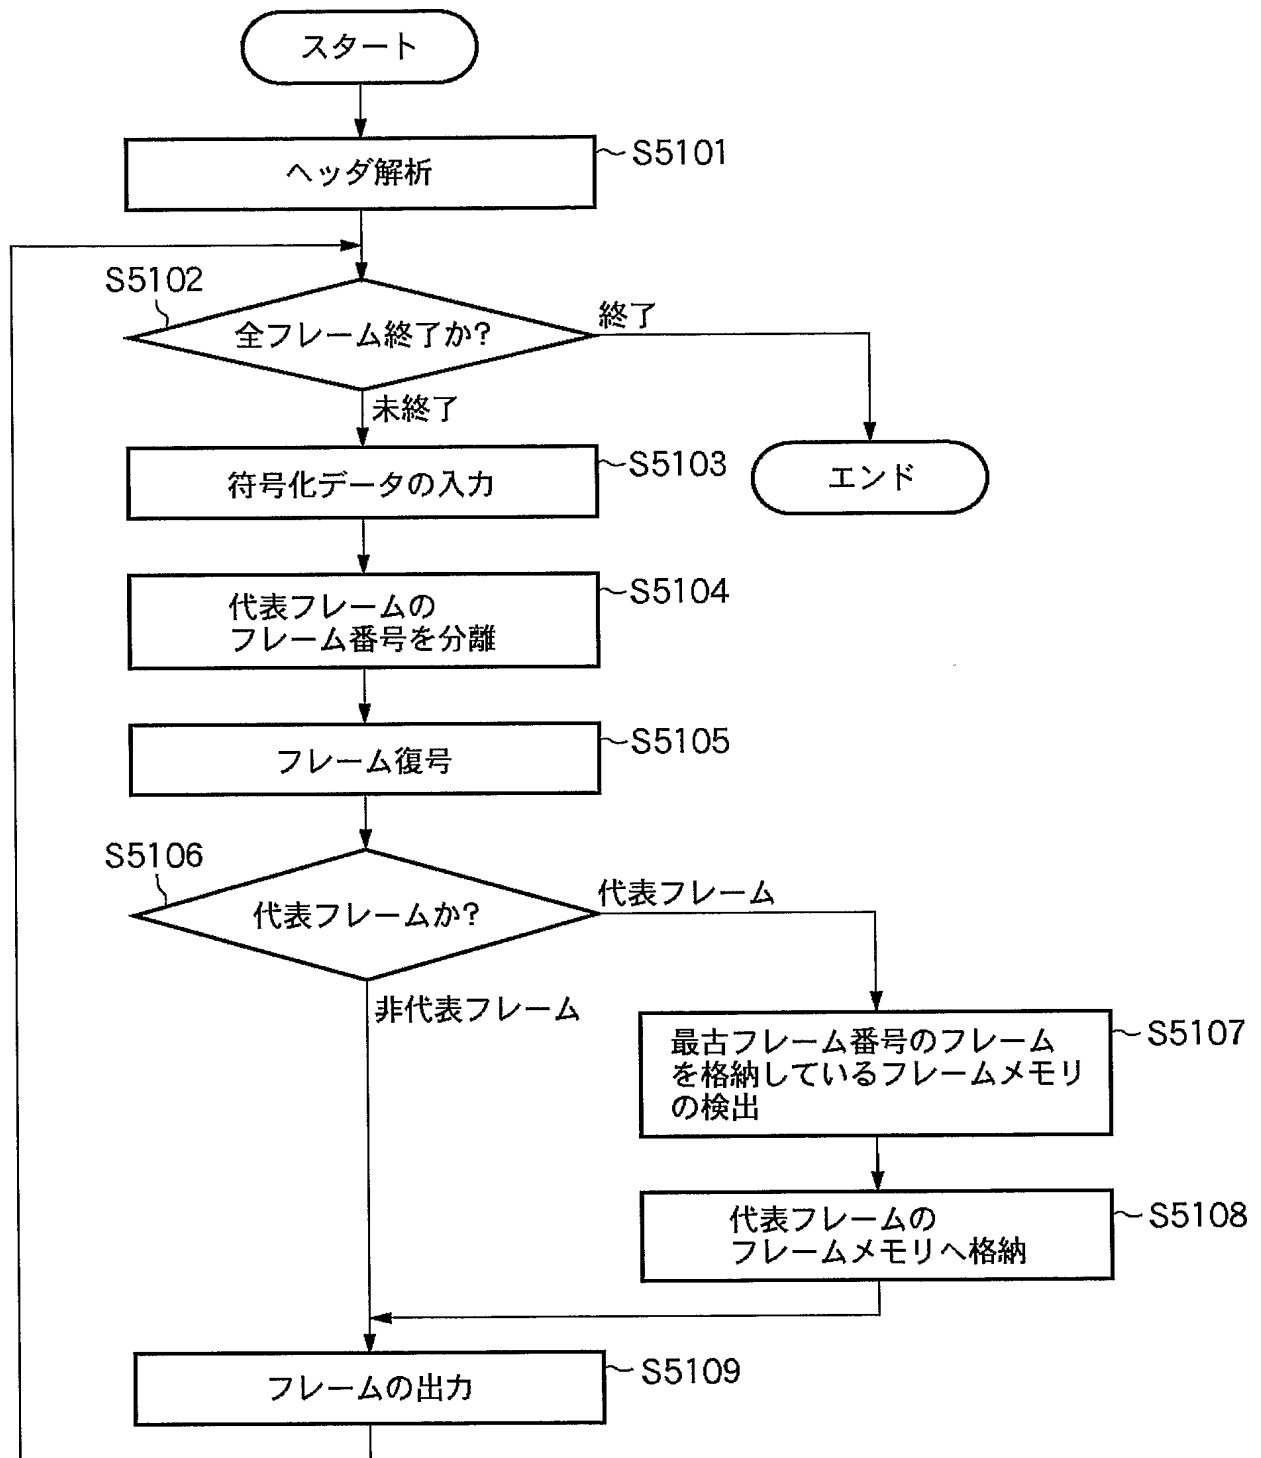 スタート
ヘッダ解析
S5101
S5102
全フレーム終了か?
終了
未終了
符号化データの入力
S5103
エンド
代表フレームの
フレーム番号を分離
S5104
フレーム復号
S5105
S5106
代表フレームか?
代表フレーム
非代表フレーム
最古フレーム番号のフレーム
を格納しているフレームメモリ
の検出
S5107
代表フレームの
フレームメモリへ格納
S5108
フレームの出力
S5109